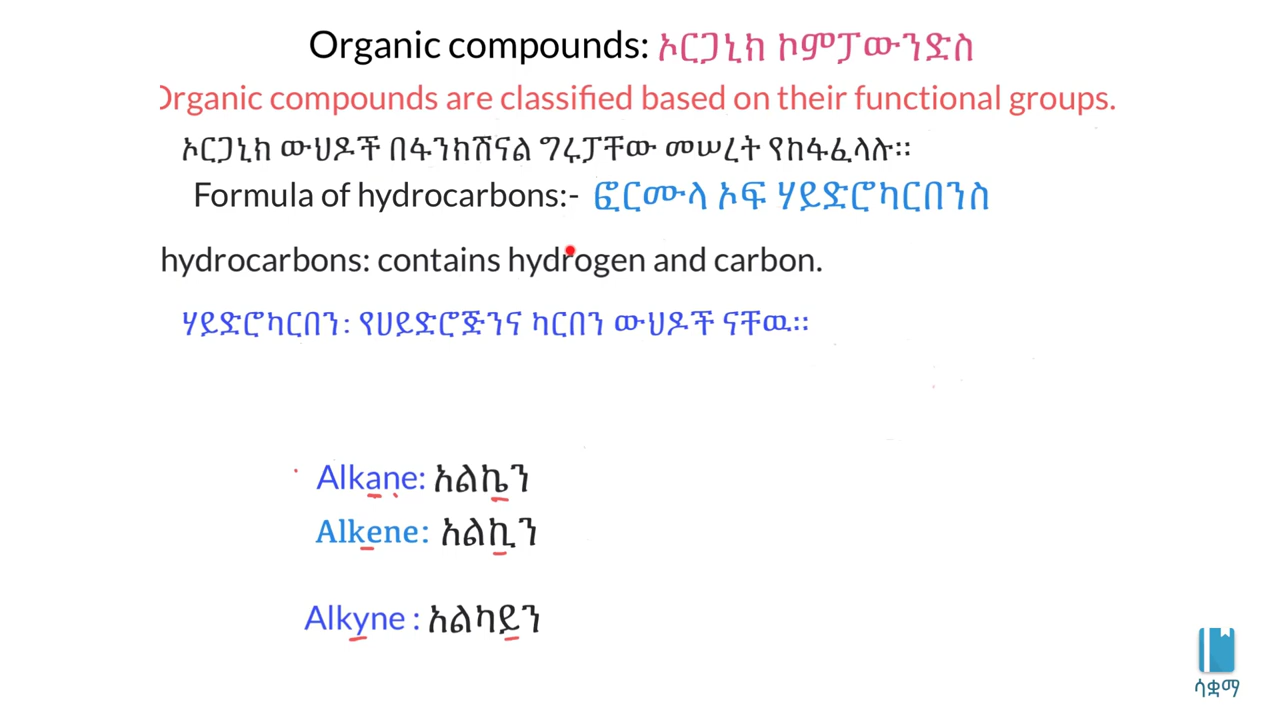 Organic compounds: ኦርጋኒክ ኮምፓውንድስ
Organic compounds are classified based on their functional groups.
ኦርጋኒክ ውህዶች በፋንክሽናል ግሩፓቸው መሠረት የከፋፈላሉ፡፡
Formula of hydrocarbons:- ፎርሙላ ኦፍ ሃይድሮካርበንስ
hydrocarbons: contains hydrogen and carbon.
ሃይድሮካርበን፡ የሀይድሮጅንና ካርበን ውህዶች ናቸዉ፡፡
Alkane: አልኬን
Alkene: አልኪን
Alkyne : አልካይን
ሳቋማ